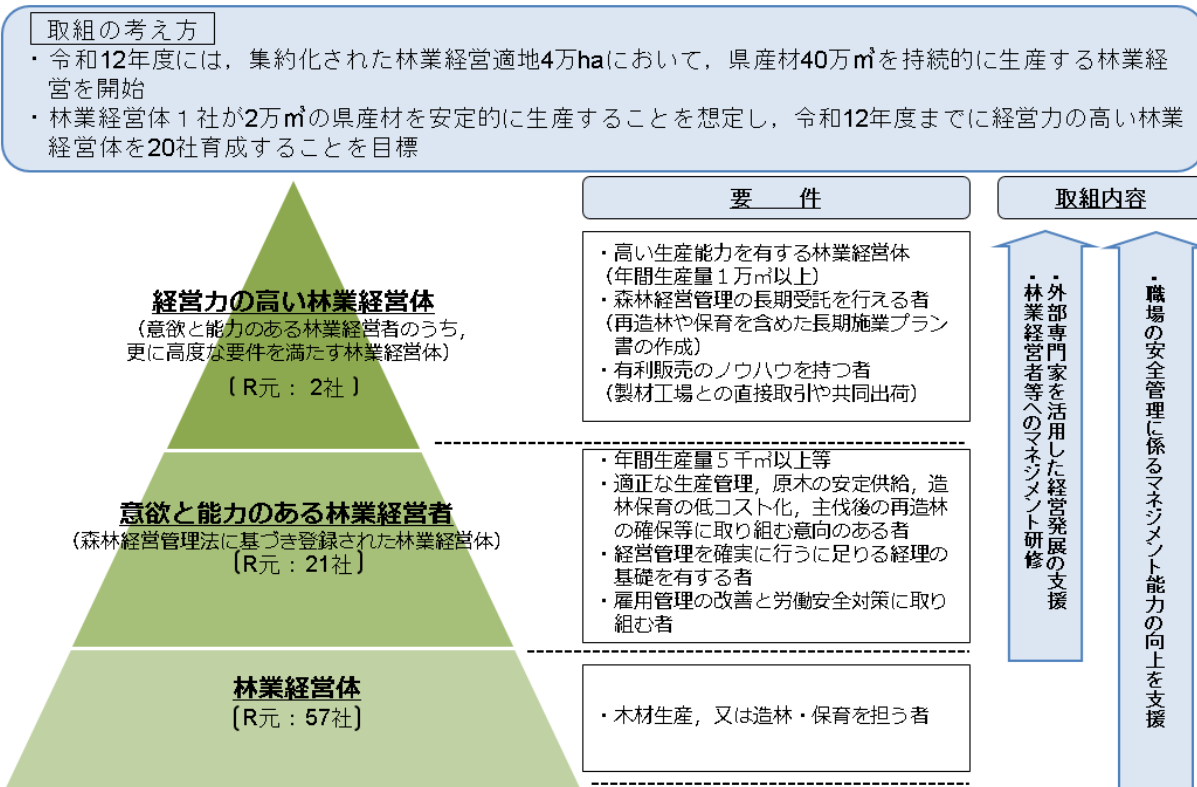 取組の考え方
・令和12年度には，集約化された林業経営適地4万haにおいて，県産材40万㎥を持続的に生産する林業経
営を開始
・林業経営体１社が2万㎥の県産材を安定的に生産することを想定し，令和12年度までに経営力の高い林業
経営体を20社育成することを目標
要　件
取組内容
経営力の高い林業経営体
（意欲と能力のある林業経営者のうち，
更に高度な要件を満たす林業経営体）
［R元：2社］
・高い生産能力を有する林業経営体
（年間生産量１万㎥以上）
・森林経営管理の長期受託を行える者
（再造林や保育を含めた長期施業プラン
書の作成）
・有利販売のノウハウを持つ者
（製材工場との直接取引や共同出荷）
意欲と能力のある林業経営者
（森林経営管理法に基づき登録された林業経営体）
［R元：21社］
・年間生産量５千㎥以上等
・適正な生産管理，原木の安定供給，造
林保育の低コスト化，主伐後の再造林
の確保等に取り組む意向のある者
・経営管理を確実に行うに足りる経理の
基礎を有する者
・雇用管理の改善と労働安全対策に取り
組む者
林業経営体
［R元：57社］
・木材生産，又は造林・保育を担う者
・外部専門家を活用した経営発展の支援
・林業経営者等へのマネジメント研修
・職場の安全管理に係るマネジメント能力の向上を支援